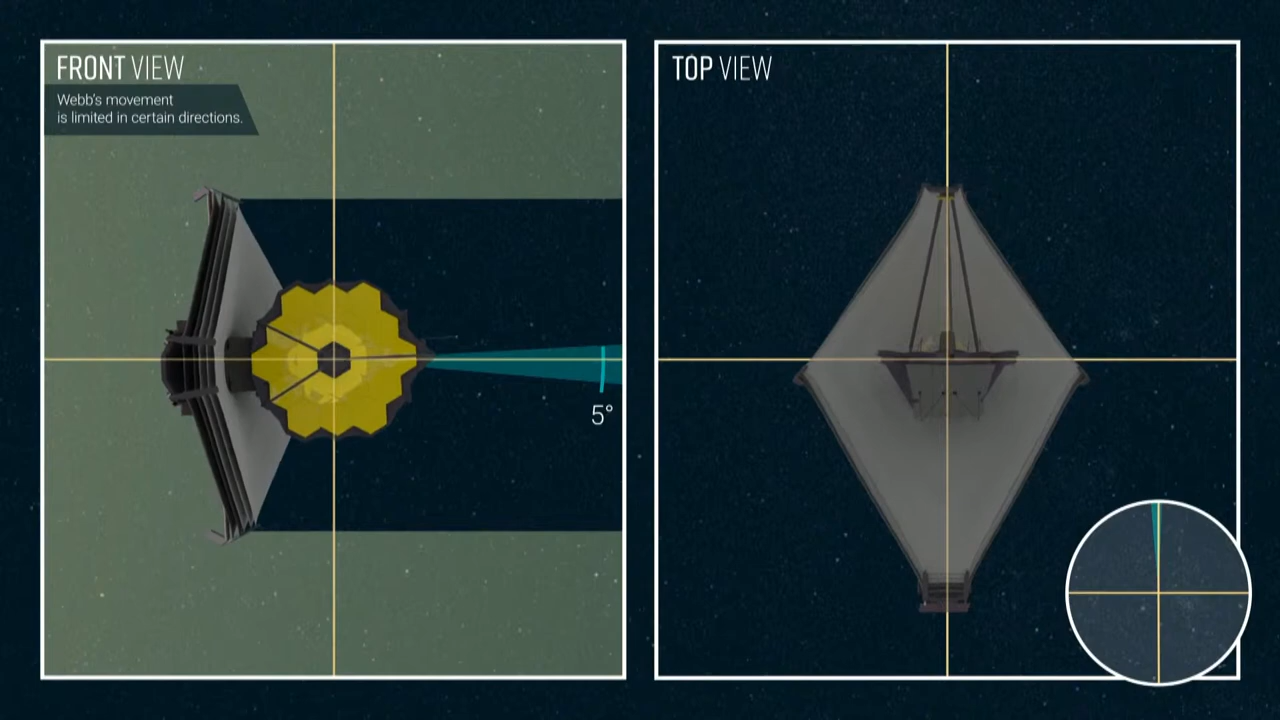 FRONT VIEW
Webb's movement
is limited in certain directions.
5°
TOP VIEW